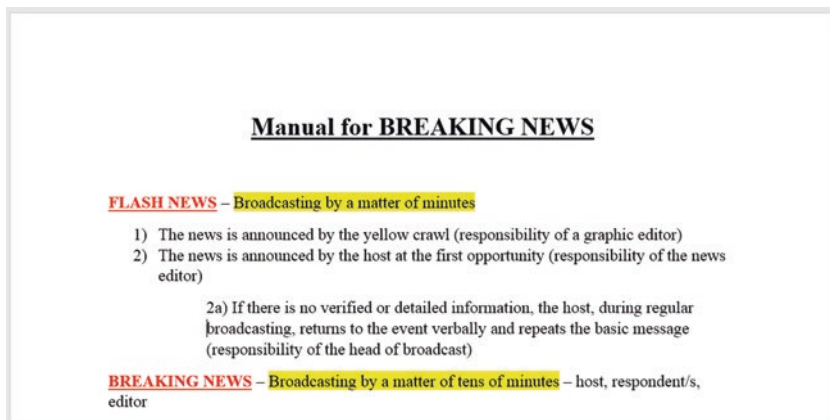 Manual for BREAKING NEWS
FLASH NEWS – Broadcasting by a matter of minutes
1) The news is announced by the yellow crawl (responsibility of a graphic editor)
2) The news is announced by the host at the first opportunity (responsibility of the news
editor)
2a) If there is no verified or detailed information, the host, during regular
broadcasting, returns to the event verbally and repeats the basic message
(responsibility of the head of broadcast)
BREAKING NEWS – Broadcasting by a matter of tens of minutes – host, respondent/s,
editor